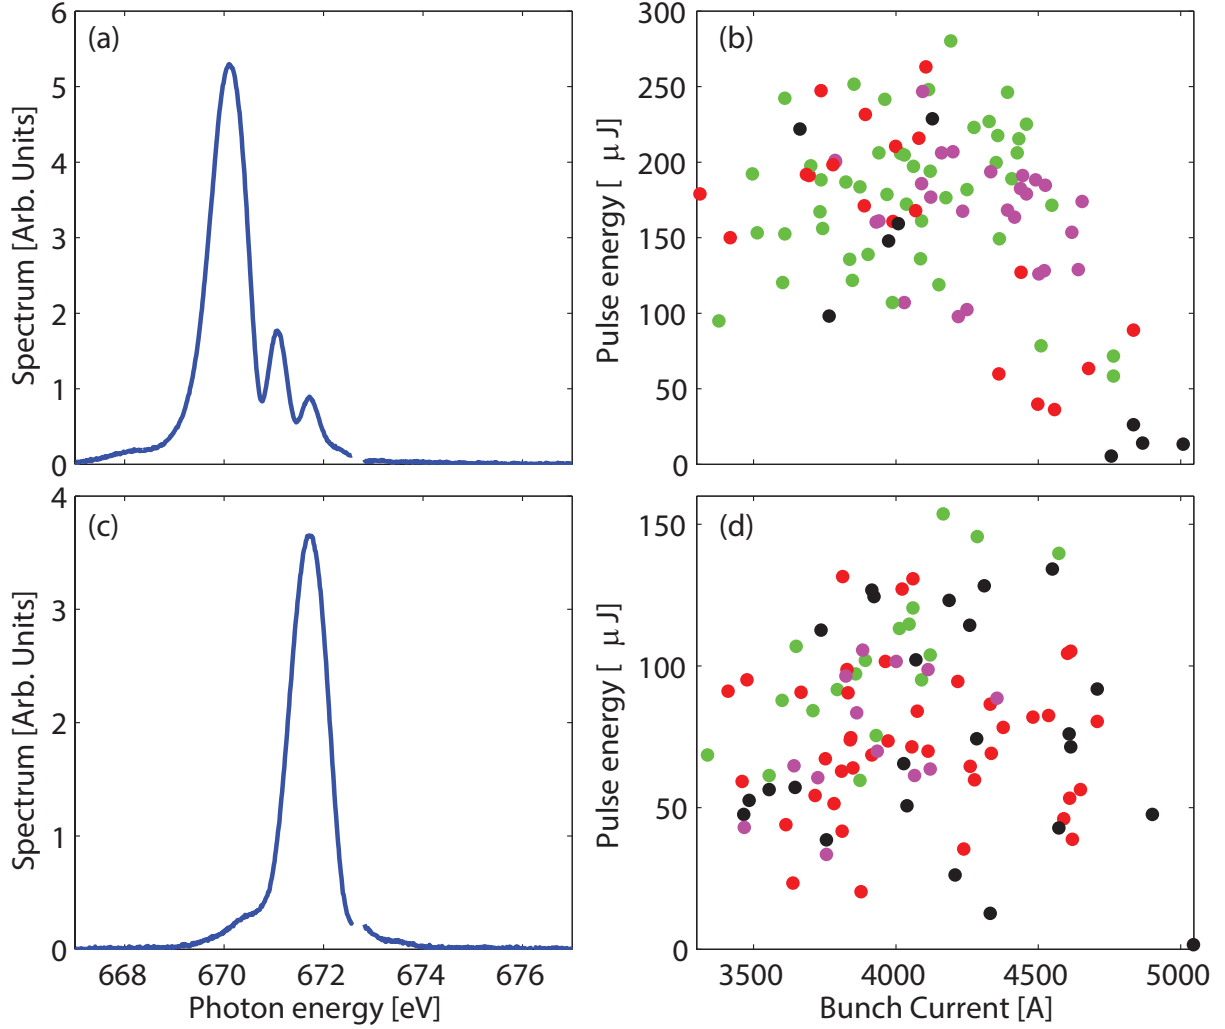 (a)
6
5
4
3
2
1
0
Spectrum [Arb. Units]
(b)
300
250
200
150
100
50
0
Pulse energy [ μJ]
(c)
4
3
2
1
0
Spectrum [Arb. Units]
668 670 672 674 676
Photon energy [eV]
(d)
150
100
50
0
Pulse energy [ μJ]
3500 4000 4500 5000
Bunch Current [A]